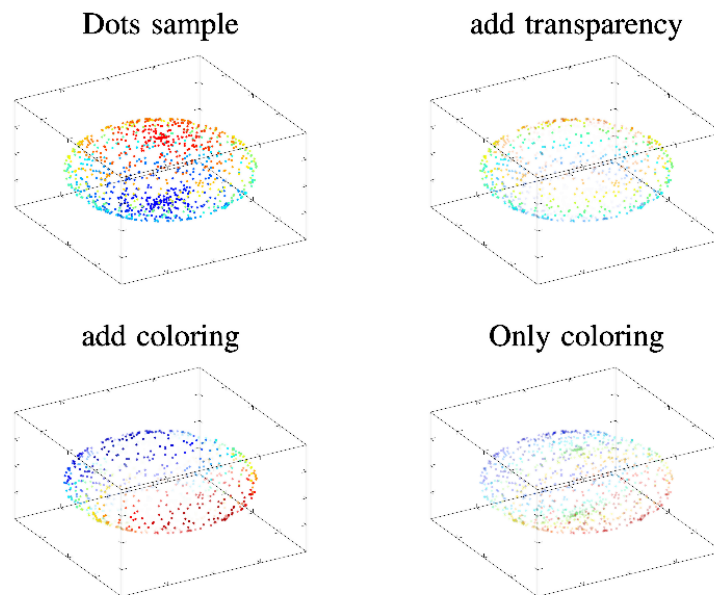 Dots sample
add transparency
add coloring
Only coloring